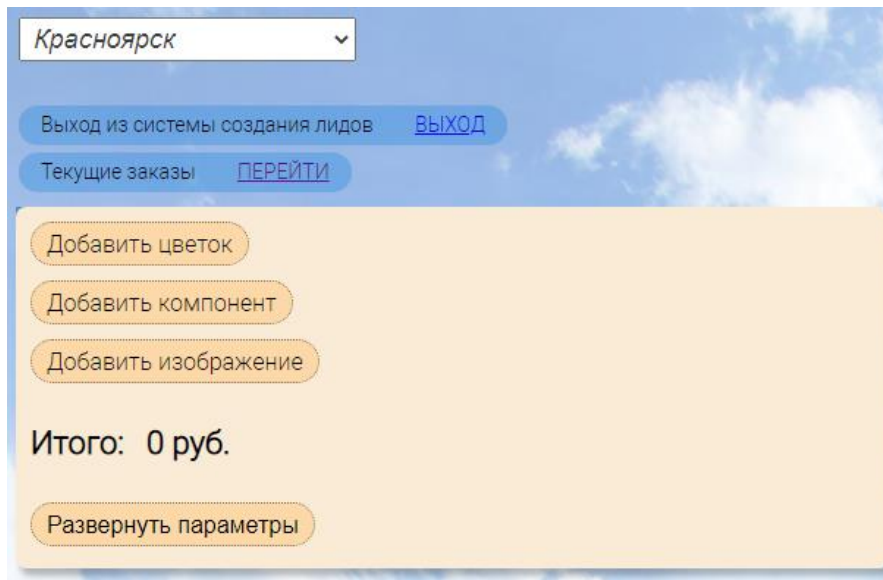 Красноярск
Выход из системы создания лидов ВЫХОД
Текущие заказы ПЕРЕЙТИ
Добавить цветок
Добавить компонент
Добавить изображение
Итого: 0 руб.
Развернуть параметры